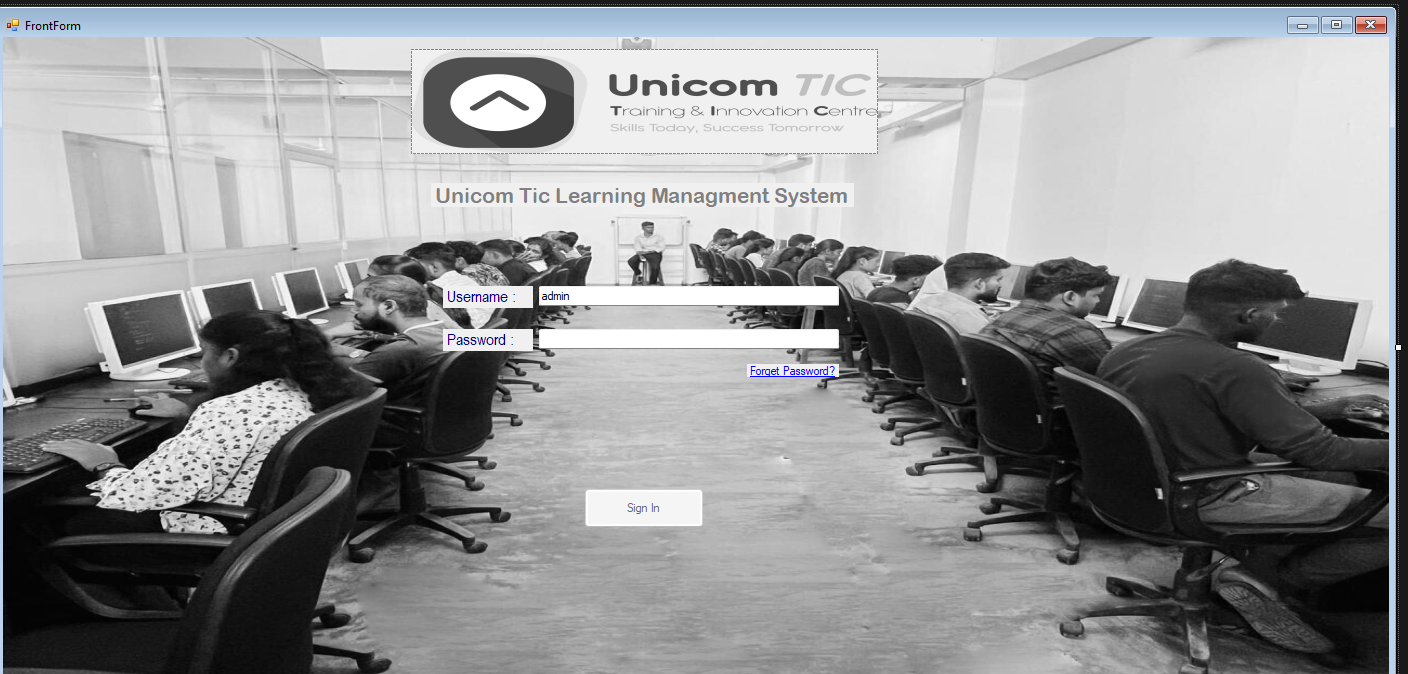 FrontForm
Unicom TIC
Training & Innovation Centre
Skills Today, Success Tomorrow
Unicom Tic Learning Managment System
Username :
admin
Password :
Forget Password?
Sign In